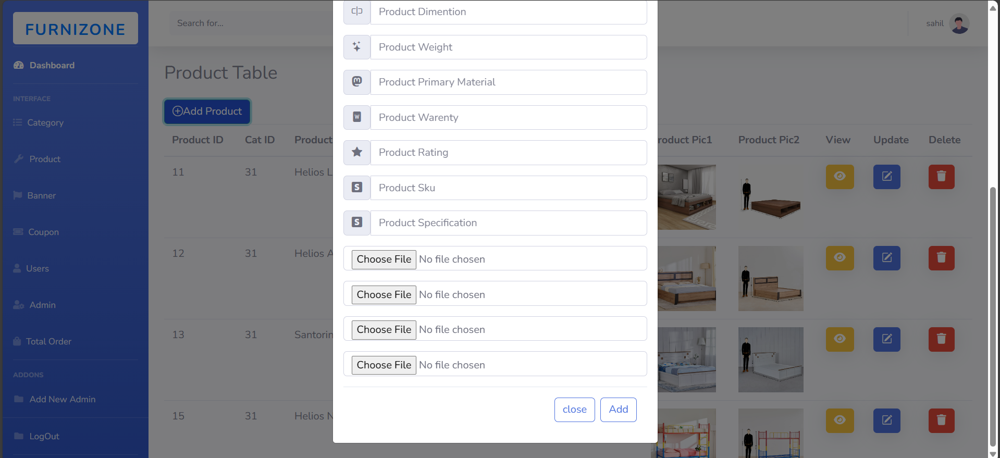 FURNIZONE
Dashboard
INTERFACE
Category
Product
Banner
Coupon
Users
Admin
Total Order
ADDONS
Add New Admin
LogOut
Search for...
sahil
Product Table
Add Product
Product ID Cat ID Product roduct Pic1 Product Pic2 View Update Delete
11 31 Helios L
12 31 Helios A
13 31 Santorin
15 31 Helios N
Product Dimention
Product Weight
Product Primary Material
W Product Warenty
Product Rating
S Product Sku
S Product Specification
Choose File No file chosen
Choose File No file chosen
Choose File No file chosen
Choose File No file chosen
close Add